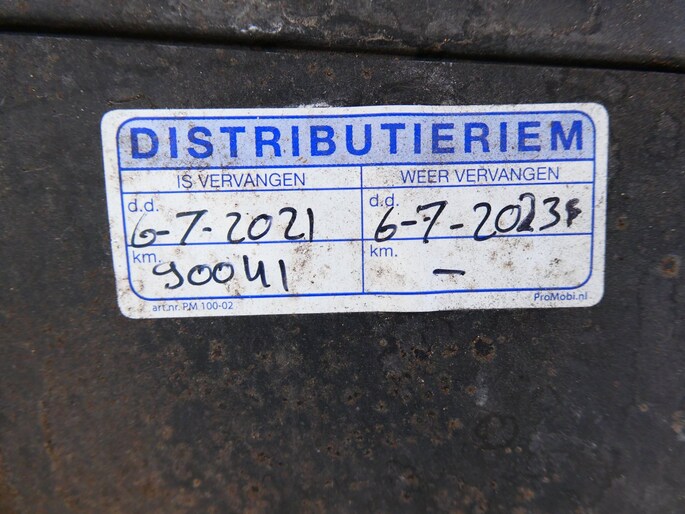 DISTRIBUTIERIEM
IS VERVANGEN WEER VERVANGEN
d.d. 6-7-2021 d.d. 6-7-2023
km. 90041 km. –
art.nr. PM 100-02 ProMobi.nl